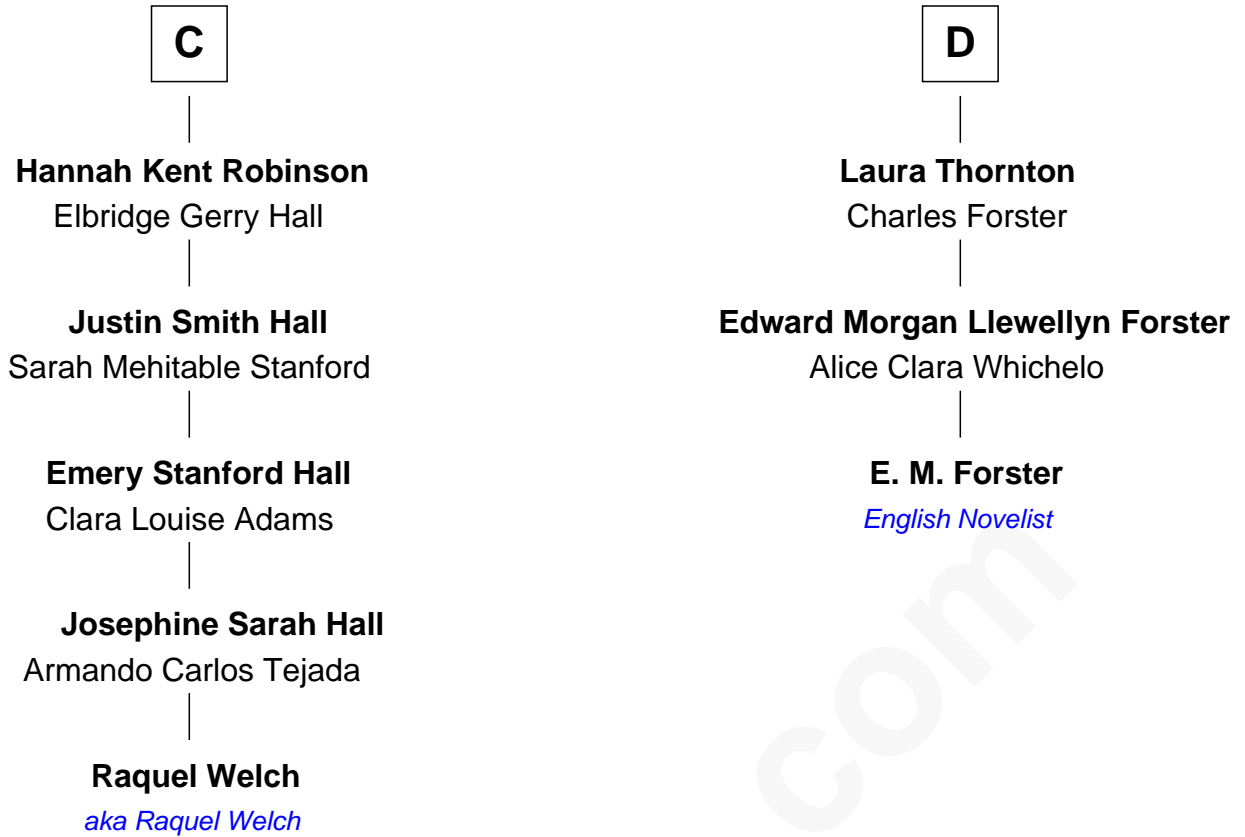 C
Hannah Kent Robinson
Elbridge Gerry Hall
Justin Smith Hall
Sarah Mehitable Stanford
Emery Stanford Hall
Clara Louise Adams
Josephine Sarah Hall
Armando Carlos Tejada
Raquel Welch
aka Raquel Welch
D
Laura Thornton
Charles Forster
Edward Morgan Llewellyn Forster
Alice Clara Whichelo
E. M. Forster
English Novelist
com